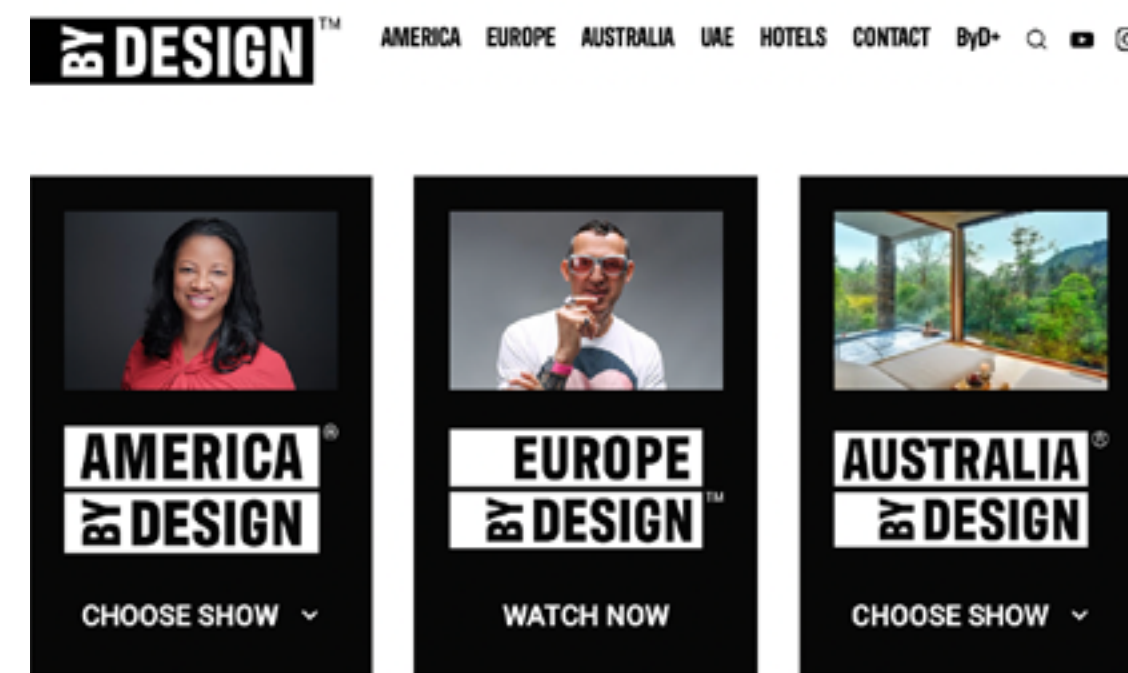 BY DESIGN™
AMERICA EUROPE AUSTRALIA UAE HOTELS CONTACT ByD+
AMERICA®
BY DESIGN
CHOOSE SHOW
EUROPE
BY DESIGN™
WATCH NOW
AUSTRALIA®
BY DESIGN
CHOOSE SHOW